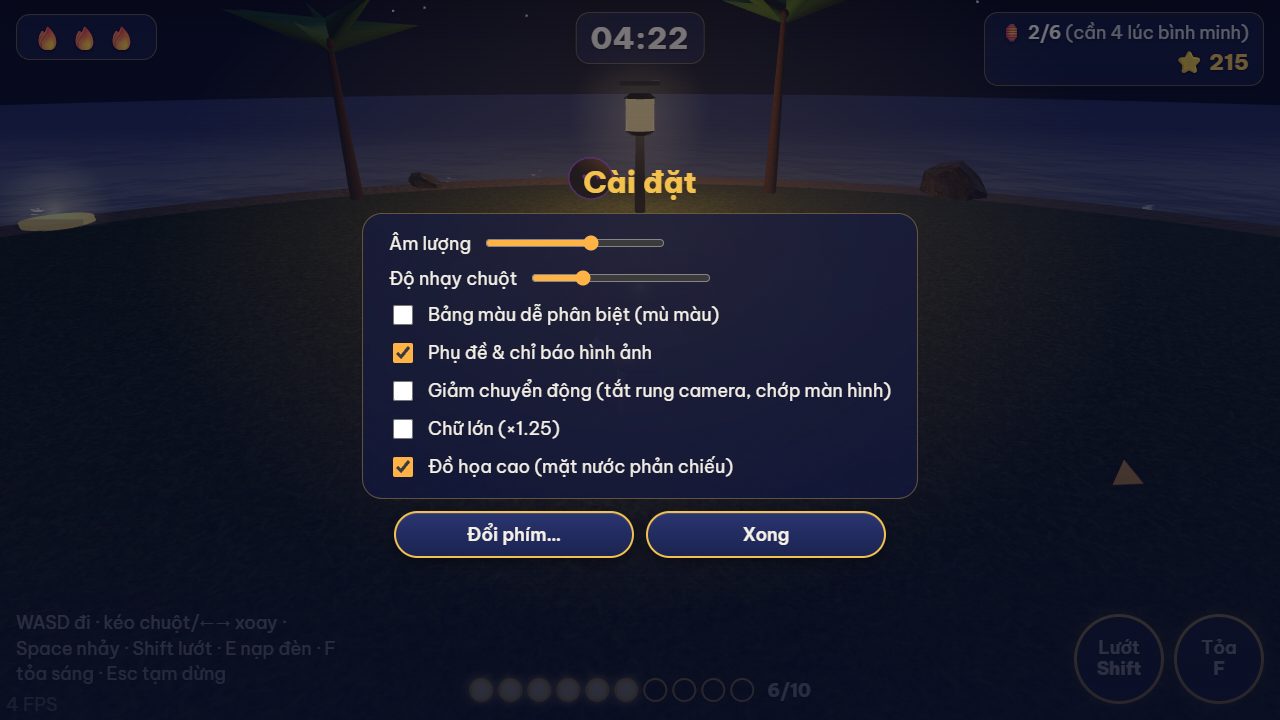 04:22
2/6 (cần 4 lúc bình minh)
215
Cài đặt
Âm lượng
Độ nhạy chuột
Bảng màu dễ phân biệt (mù màu)
Phụ đề & chỉ báo hình ảnh
Giảm chuyển động (tắt rung camera, chớp màn hình)
Chữ lớn (×1.25)
Đồ họa cao (mặt nước phản chiếu)
Đổi phím...
Xong
WASD đi · kéo chuột/←→ xoay ·
Space nhảy · Shift lướt · E nạp đèn · F
tỏa sáng · Esc tạm dừng
4 FPS
6/10
Lướt
Shift
Tỏa
F